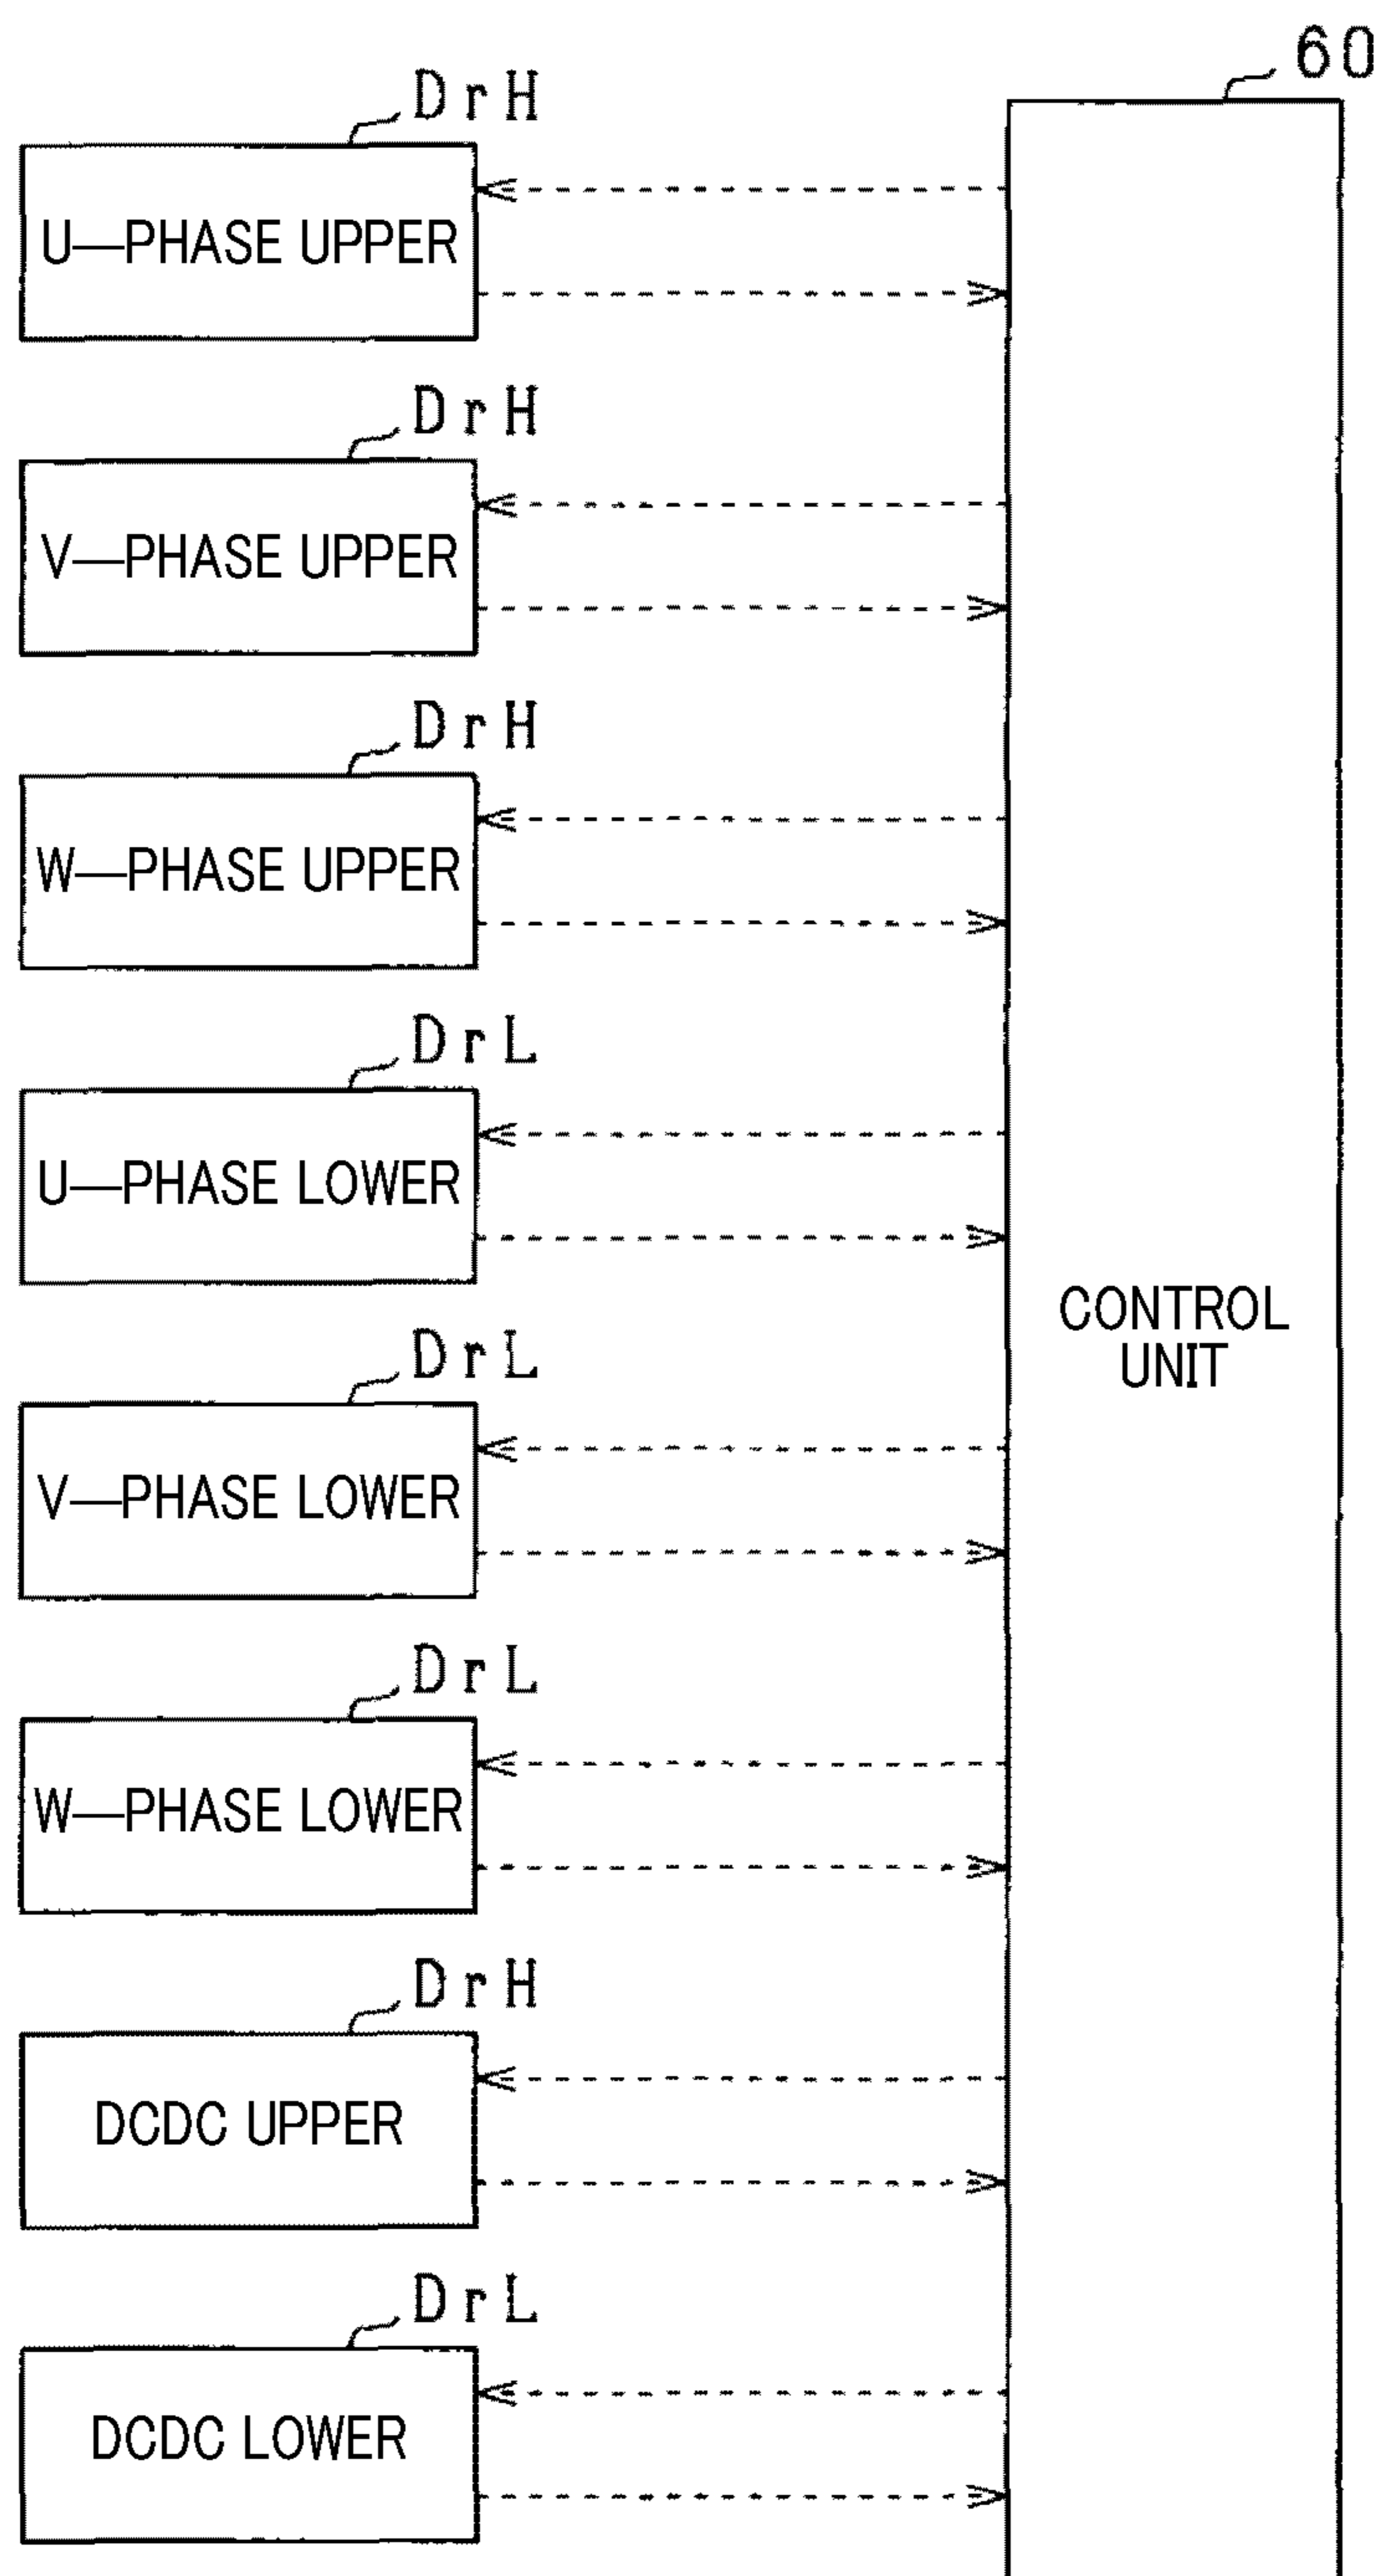 60
DrH
U—PHASE UPPER
DrH
V—PHASE UPPER
DrH
W—PHASE UPPER
DrL
U—PHASE LOWER
CONTROL
UNIT
DrL
V—PHASE LOWER
DrL
W—PHASE LOWER
DrH
DCDC UPPER
DrL
DCDC LOWER